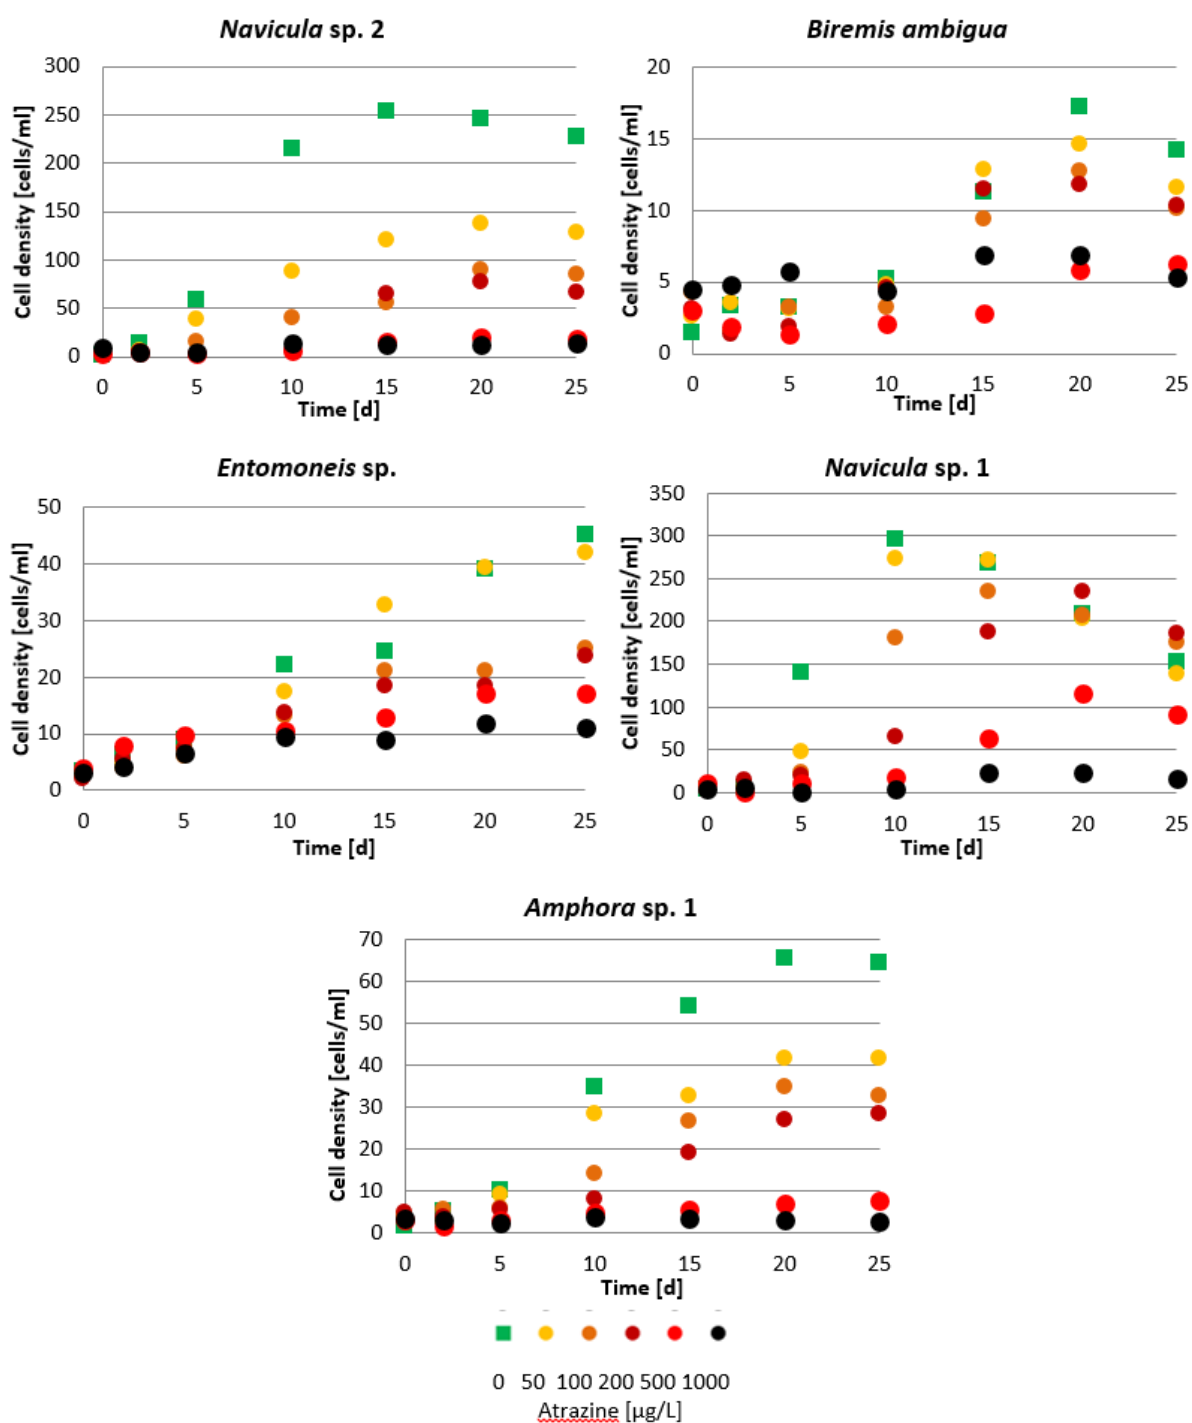 Navicula sp. 2
Cell density [cells/ml]
300
250
200
150
100
50
0
0 5 10 15 20 25
Time [d]
Biremis ambigua
Cell density [cells/ml]
20
15
10
5
0
0 5 10 15 20 25
Time [d]
Entomoneis sp.
Cell density [cells/ml]
50
40
30
20
10
0
0 5 10 15 20 25
Time [d]
Navicula sp. 1
Cell density [cells/ml]
350
300
250
200
150
100
50
0
0 5 10 15 20 25
Time [d]
Amphora sp. 1
Cell density [cells/ml]
70
60
50
40
30
20
10
0
0 5 10 15 20 25
Time [d]
0 50 100 200 500 1000
Atrazine [µg/L]